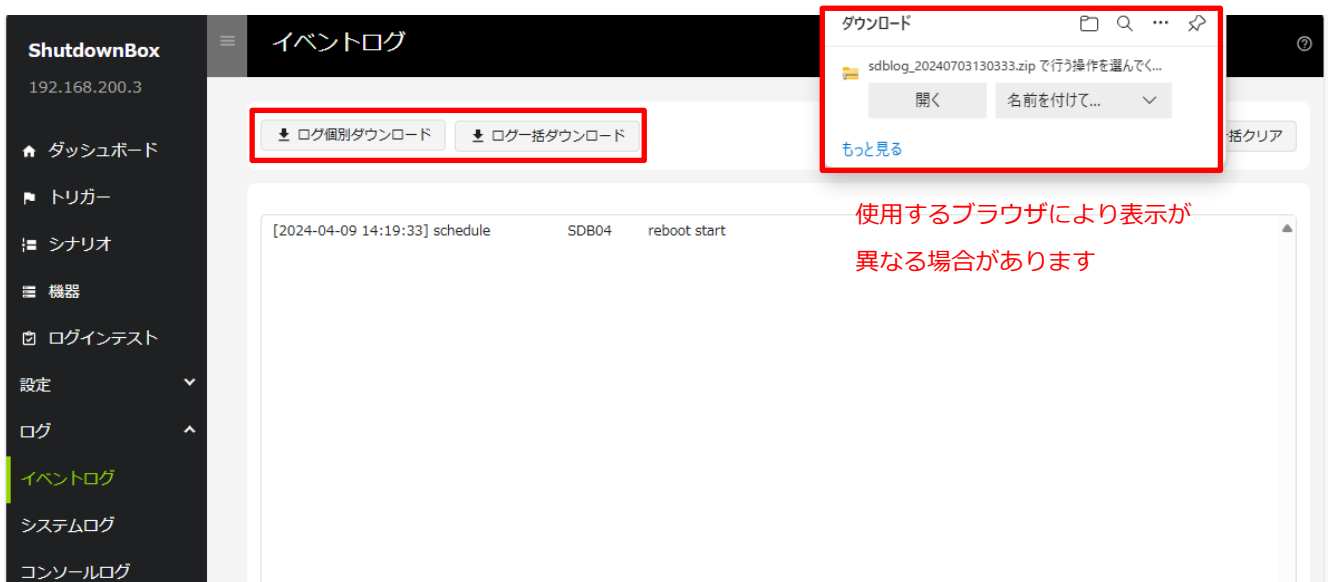 ShutdownBox
192.168.200.3
ダッシュボード
トリガー
シナリオ
機器
ログインテスト
設定
ログ
イベントログ
システムログ
コンソールログ
イベントログ
ログ個別ダウンロード
ログ一括ダウンロード
括クリア
ダウンロード
sdblog_20240703130333.zip で行う操作を選んでく...
開く
名前を付けて...
もっと見る
使用するブラウザにより表示が
異なる場合があります
[2024-04-09 14:19:33] schedule SDB04 reboot start